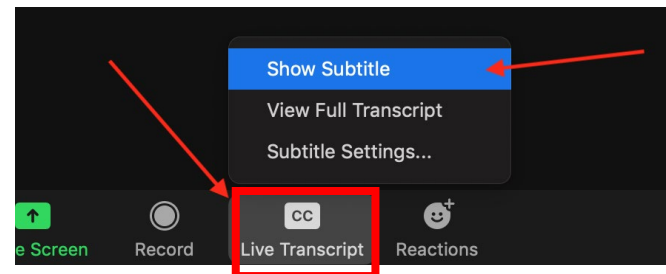 Show Subtitle
View Full Transcript
Subtitle Settings...
CC
e Screen Record Live Transcript Reactions